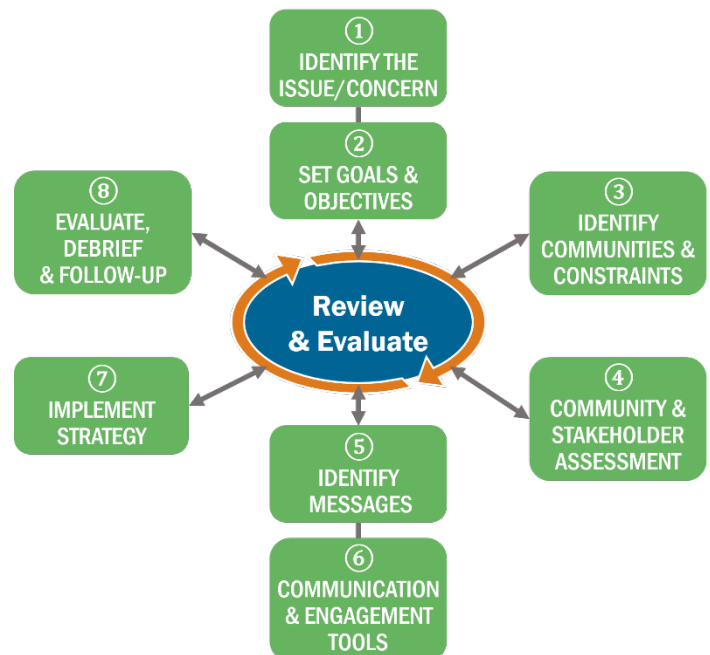 ①
IDENTIFY THE
ISSUE/CONCERN
②
SET GOALS &
OBJECTIVES
③
IDENTIFY
COMMUNITIES &
CONSTRAINTS
④
COMMUNITY &
STAKEHOLDER
ASSESSMENT
⑤
IDENTIFY
MESSAGES
⑥
COMMUNICATION
& ENGAGEMENT
TOOLS
⑦
IMPLEMENT
STRATEGY
⑧
EVALUATE,
DEBRIEF
& FOLLOW-UP
Review
& Evaluate